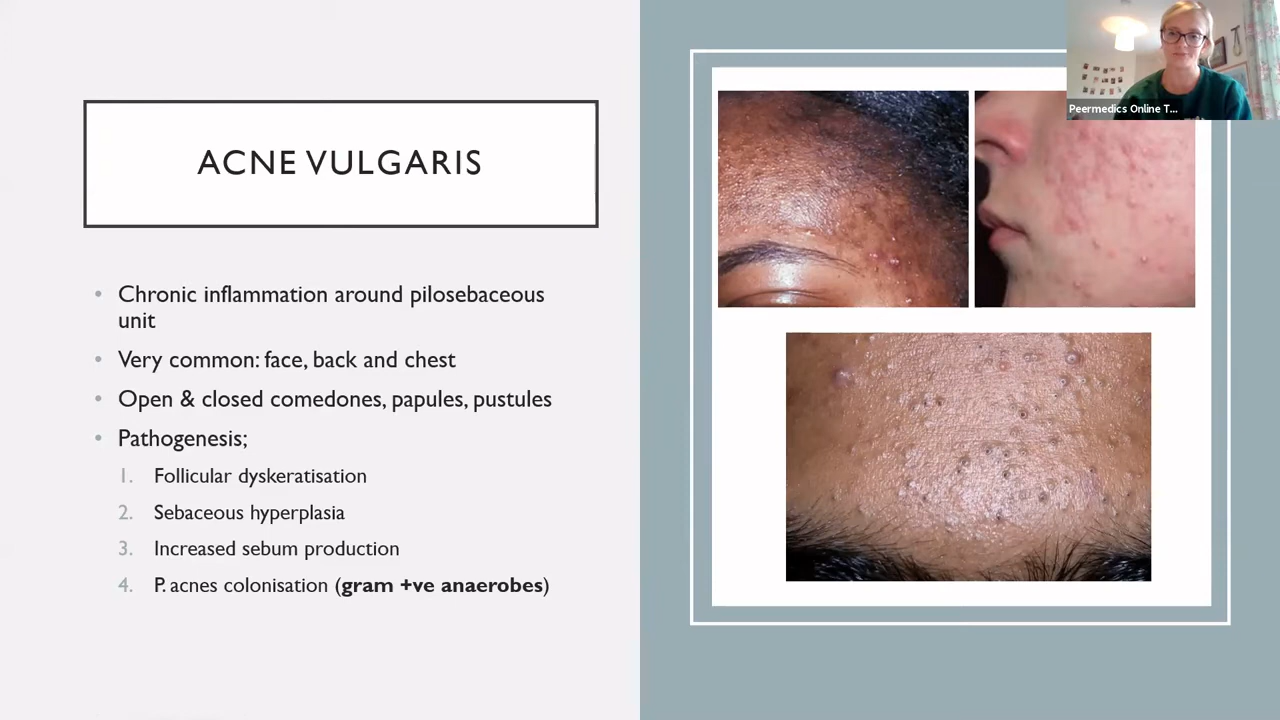 ACNE VULGARIS
• Chronic inflammation around pilosebaceous
unit
• Very common: face, back and chest
• Open & closed comedones, papules, pustules
• Pathogenesis;
1. Follicular dyskeratisation
2. Sebaceous hyperplasia
3. Increased sebum production
4. P. acnes colonisation (gram +ve anaerobes)
Peermedics Online T...